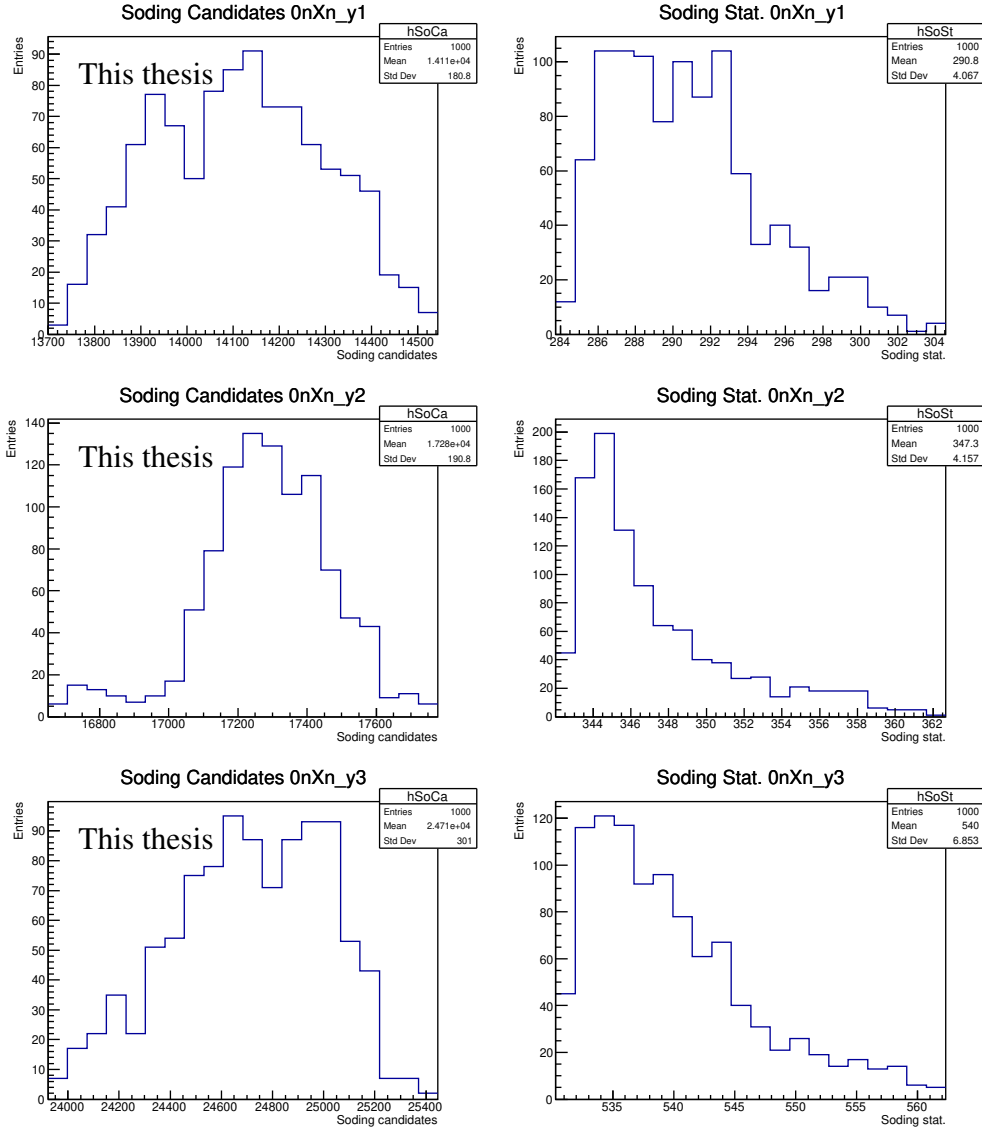 Soding Candidates 0nXn_y1
hSoCa
Entries 1000
Mean 1.411e+04
Std Dev 180.8
This thesis
Entries
90
80
70
60
50
40
30
20
10
0
13700 13800 13900 14000 14100 14200 14300 14400 14500
Soding candidates
Soding Stat. 0nXn_y1
hSoSt
Entries 1000
Mean 290.8
Std Dev 4.067
Entries
100
80
60
40
20
0
284 286 288 290 292 294 296 298 300 302 304
Soding stat.
Soding Candidates 0nXn_y2
hSoCa
Entries 1000
Mean 1.728e+04
Std Dev 190.8
This thesis
Entries
140
120
100
80
60
40
20
0
16800 17000 17200 17400 17600
Soding candidates
Soding Stat. 0nXn_y2
hSoSt
Entries 1000
Mean 347.3
Std Dev 4.157
Entries
200
180
160
140
120
100
80
60
40
20
0
344 346 348 350 352 354 356 358 360 362
Soding stat.
Soding Candidates 0nXn_y3
hSoCa
Entries 1000
Mean 2.471e+04
Std Dev 301
This thesis
Entries
90
80
70
60
50
40
30
20
10
0
24000 24200 24400 24600 24800 25000 25200 25400
Soding candidates
Soding Stat. 0nXn_y3
hSoSt
Entries 1000
Mean 540
Std Dev 6.853
Entries
120
100
80
60
40
20
0
535 540 545 550 555 560
Soding stat.